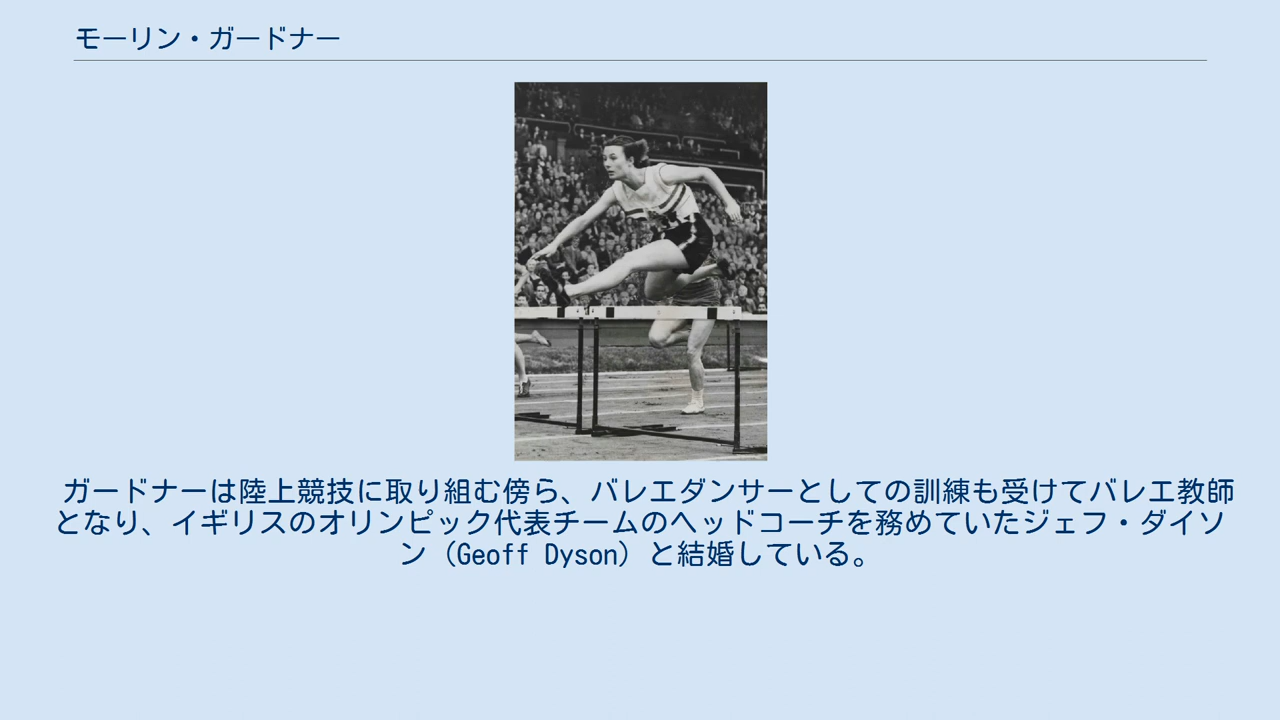 モーリン・ガードナー
ガードナーは陸上競技に取り組む傍ら、バレエダンサーとしての訓練も受けてバレエ教師
となり、イギリスのオリンピック代表チームのヘッドコーチを務めていたジェフ・ダイソ
ン（Geoff Dyson）と結婚している。